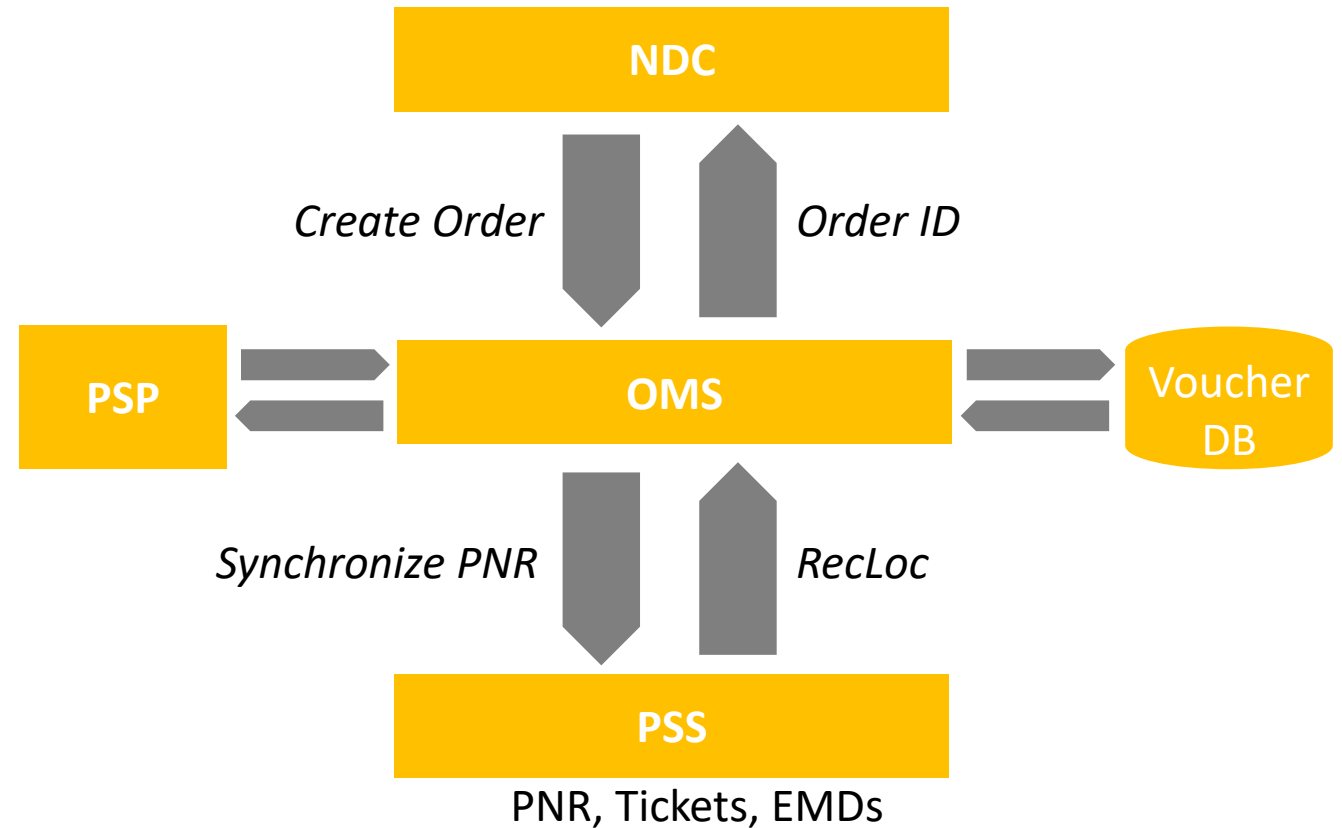 NDC
Create Order
Order ID
PSP
OMS
Voucher
DB
Synchronize PNR
RecLoc
PSS
PNR, Tickets, EMDs